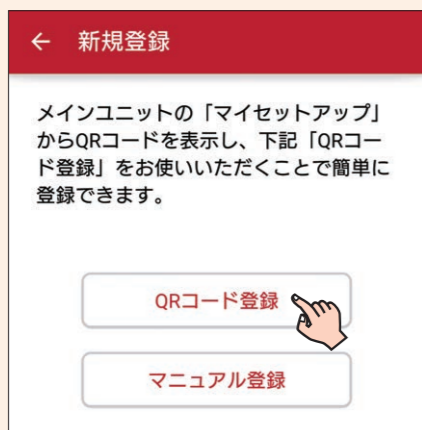 ← 新規登録
メインユニットの「マイセットアップ」
からQRコードを表示し、下記「QRコー
ド登録」をお使いいただくことで簡単に
登録できます。
QRコード登録
マニュアル登録